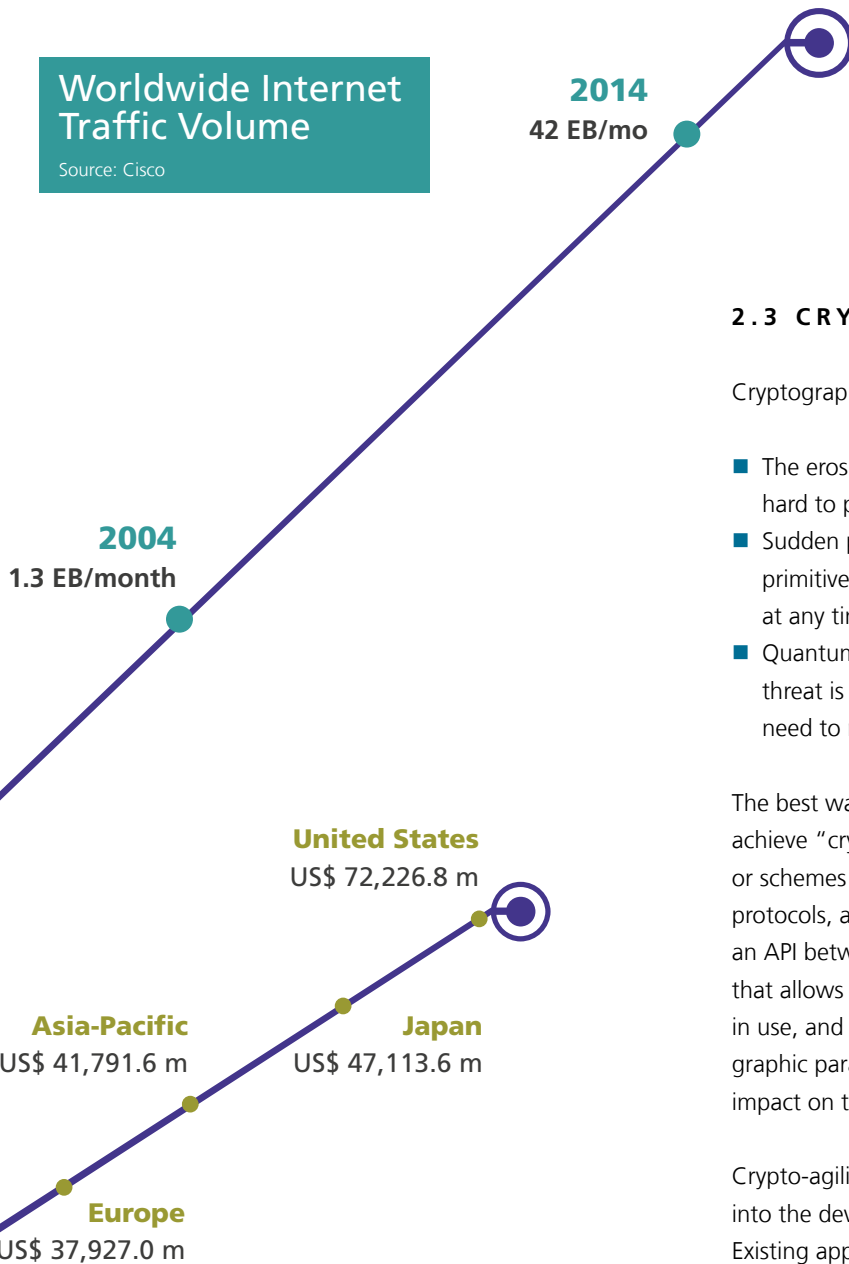 Worldwide Internet
Traffic Volume
Source: Cisco
2014
42 EB/mo
2004
1.3 EB/month
United States
US$ 72,226.8 m
Asia-Pacific
US$ 41,791.6 m
Japan
US$ 47,113.6 m
Europe
US$ 37,927.0 m
2.3 CRY
Cryptograp
■ The eros
hard to p
■ Sudden p
primitive
at any tin
■ Quantun
threat is
need to
The best wa
achieve “cry
or schemes
protocols, a
an API betw
that allows
in use, and
graphic para
impact on t
Crypto-agili
into the dev
Existing app